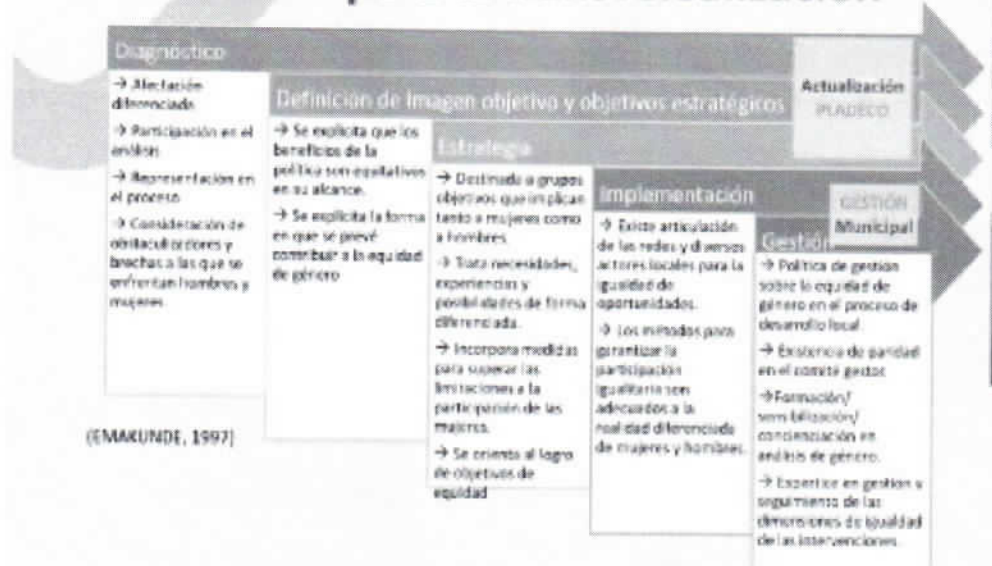 Diagnóstico
→ Afectación
diferenciada
→ Participación en el
análisis
→ Representación en
el proceso
→ Consideración de
obstaculizadores y
brechas a las que se
enfrentan hombres y
mujeres
Definición de Imagen objetivo y objetivos estratégicos
→ Se explicita que los
beneficios de la
política son equitativos
en su alcance.
→ Se explicita la forma
en que se prevé
contribuir a la equidad
de género
Estrategia
→ Destinada a grupos
objetivos que implican
tanto a mujeres como
a hombres
→ Trata necesidades,
experiencias y
posibilidades de forma
diferenciada.
→ Incorpora medidas
para superar las
limitaciones a la
participación de las
mujeres.
→ Se orienta al logro
de objetivos de
equidad
Implementación
→ Existe articulación
de las redes y diversos
actores locales para la
igualdad de
oportunidades.
→ Los métodos para
garantizar la
participación
igualitaria son
adecuados a la
realidad diferenciada
de mujeres y hombres.
Gestión
→ Política de gestión
sobre la equidad de
género en el proceso de
desarrollo local.
→ Existencia de paridad
en el comité gestor
→Formación/
sensibilización/
concienciación en
análisis de género.
→ Expertice en gestión y
seguimiento de las
dimensiones de igualdad
de las intervenciones.
Actualización
PLADECO
GESTIÓN
Municipal
(EMAKUNDE, 1997)